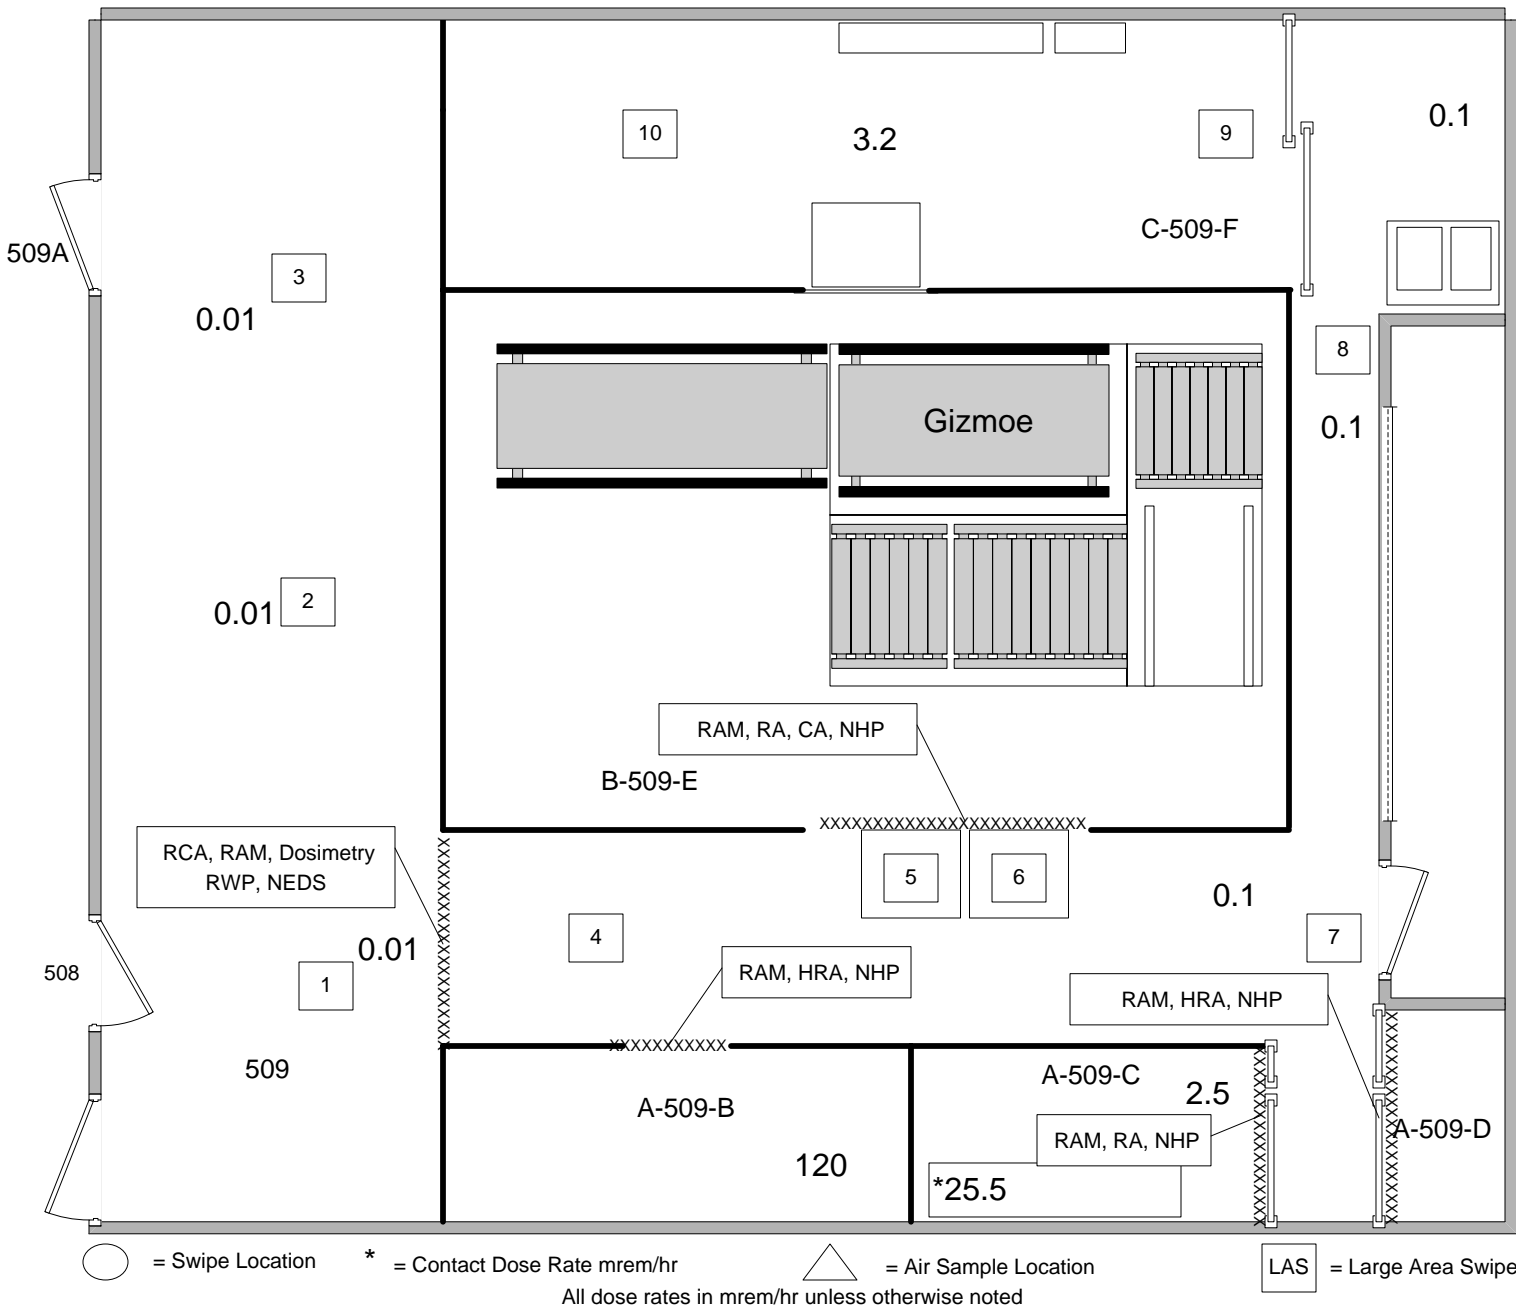 0.1
10
3.2
9
C-509-F
509A
3
0.01
8
Gizmoe
0.1
0.01
2
RAM, RA, CA, NHP
B-509-E
XXXXXXXXXXXXXXXXXXXXXXXX
RCA, RAM, Dosimetry
RWP, NEDS
5
6
0.1
4
7
0.01
508
1
RAM, HRA, NHP
RAM, HRA, NHP
509
A-509-B
A-509-C
2.5
RAM, RA, NHP
A-509-D
120
*25.5
= Swipe Location
* = Contact Dose Rate mrem/hr
= Air Sample Location
LAS = Large Area Swipe
All dose rates in mrem/hr unless otherwise noted